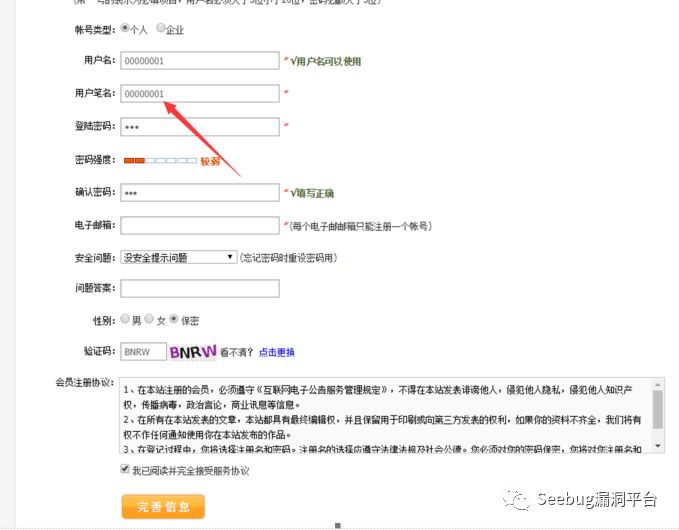 帐号类型： 个人 企业
用户名： 00000001 * √用户名可以使用
用户笔名： 00000001 *
登陆密码： ••• *
密码强度： 较弱
确认密码： ••• * √填写正确
电子邮箱： *(每个电子邮邮箱只能注册一个帐号)
安全问题： 没安全提示问题 (忘记密码时重设密码用)
问题答案：
性别： 男 女 保密
验证码： BNRW BNRW 看不清？ 点击更换
会员注册协议：
1、在本站注册的会员，必须遵守《互联网电子公告服务管理规定》，不得在本站发表诽谤他人，侵犯他人隐私，侵犯他人知识产
权，传播病毒，政治言论，商业讯息等信息。
2、在所有在本站发表的文章，本站都具有最终编辑权，并且保留用于印刷或向第三方发表的权利，如果你的资料不齐全，我们将有
权不作任何通知使用你在本站发布的作品。
3、在登记过程中，您将选择注册名和密码。注册名的选择应遵守法律法规及社会公德。您必须对您的密码保密，您将对您注册名和
我已阅读并完全接受服务协议
完善信息
Seebug漏洞平台